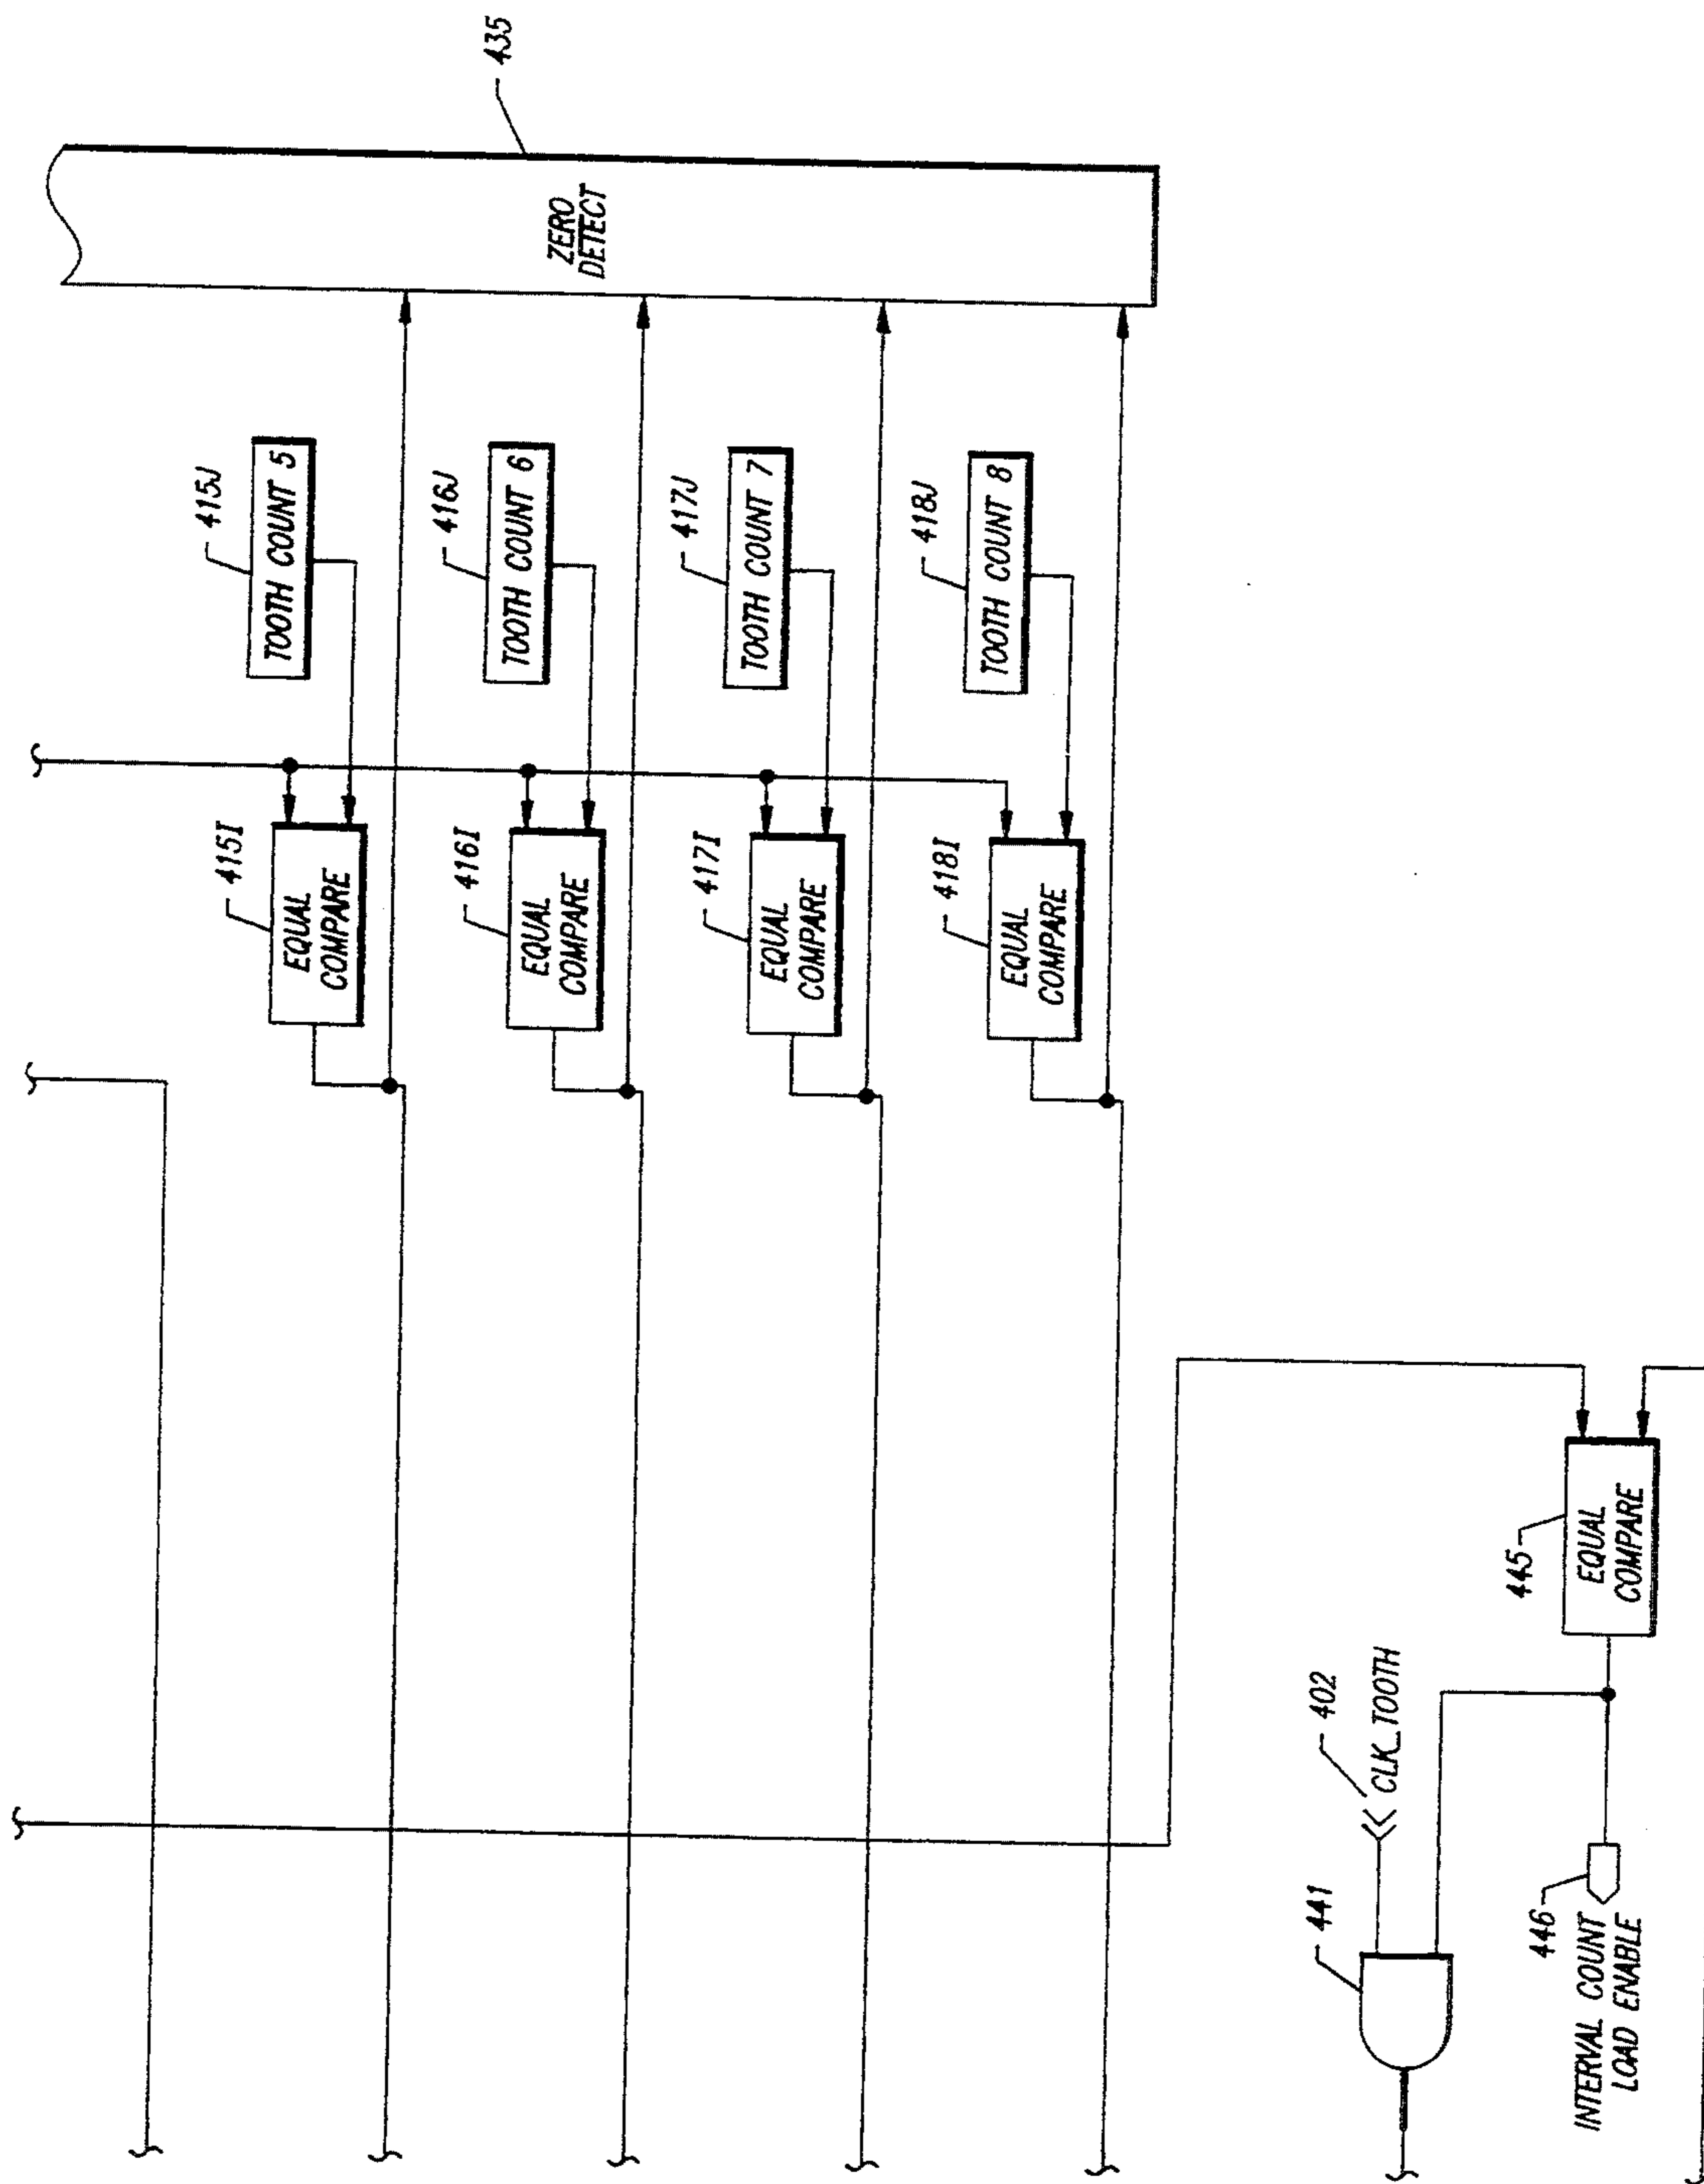 435
ZERO
DETECT
415J
TOOTH COUNT 5
416J
TOOTH COUNT 6
417J
TOOTH COUNT 7
418J
TOOTH COUNT 8
415I
EQUAL
COMPARE
416I
EQUAL
COMPARE
417I
EQUAL
COMPARE
418I
EQUAL
COMPARE
445
EQUAL
COMPARE
402
CLK_TOOTH
441
446
INTERVAL COUNT
LOAD ENABLE